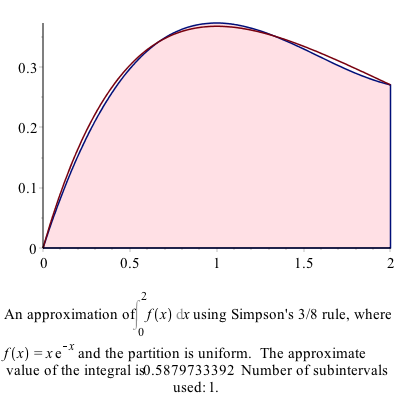 0.3
0.2
0.1
0
0 0.5 1 1.5 2
An approximation of ∫₀² f(x) dx using Simpson's 3/8 rule, where
f(x) = x e^-x and the partition is uniform. The approximate
value of the integral is 0.5879733392 Number of subintervals
used: 1.